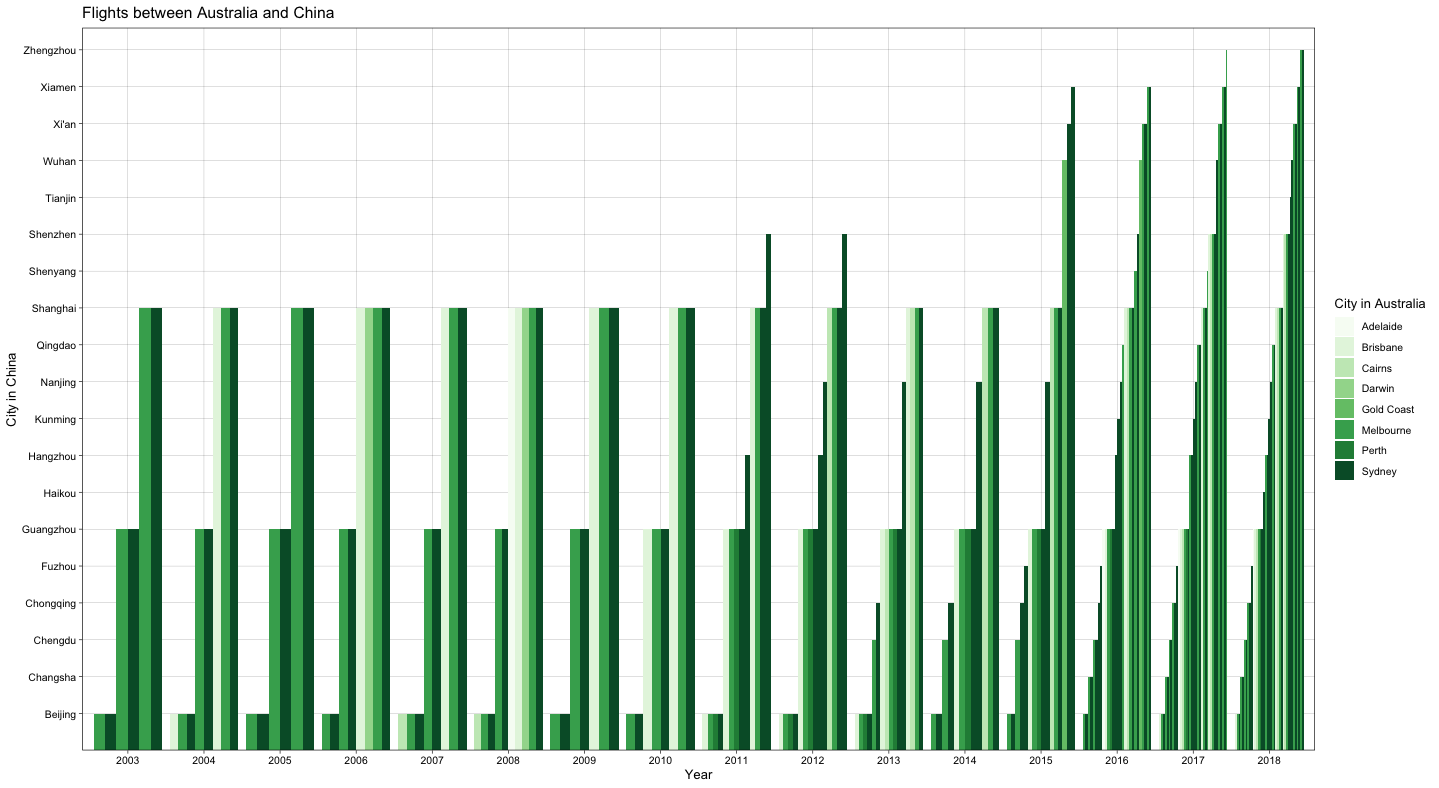 Flights between Australia and China
City in China
Zhengzhou
Xiamen
Xi'an
Wuhan
Tianjin
Shenzhen
Shenyang
Shanghai
Qingdao
Nanjing
Kunming
Hangzhou
Haikou
Guangzhou
Fuzhou
Chongqing
Chengdu
Changsha
Beijing
2003 2004 2005 2006 2007 2008 2009 2010 2011 2012 2013 2014 2015 2016 2017 2018
Year
City in Australia
Adelaide
Brisbane
Cairns
Darwin
Gold Coast
Melbourne
Perth
Sydney